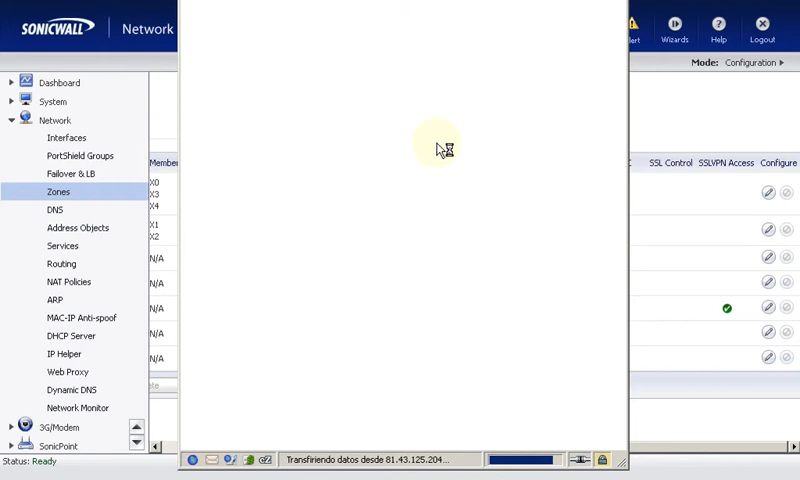 SONICWALL
Network
Wizards
Help
Logout
Mode: Configuration
Dashboard
System
Network
Interfaces
PortShield Groups
Failover & LB
Zones
DNS
Address Objects
Services
Routing
NAT Policies
ARP
MAC-IP Anti-spoof
DHCP Server
IP Helper
Web Proxy
Dynamic DNS
Network Monitor
3G/Modem
SonicPoint
Status: Ready
Member
X0
X3
X4
X1
X2
N/A
N/A
N/A
N/A
N/A
SSL Control
SSLVPN Access
Configure
Transfiriendo datos desde 81.43.125.204...